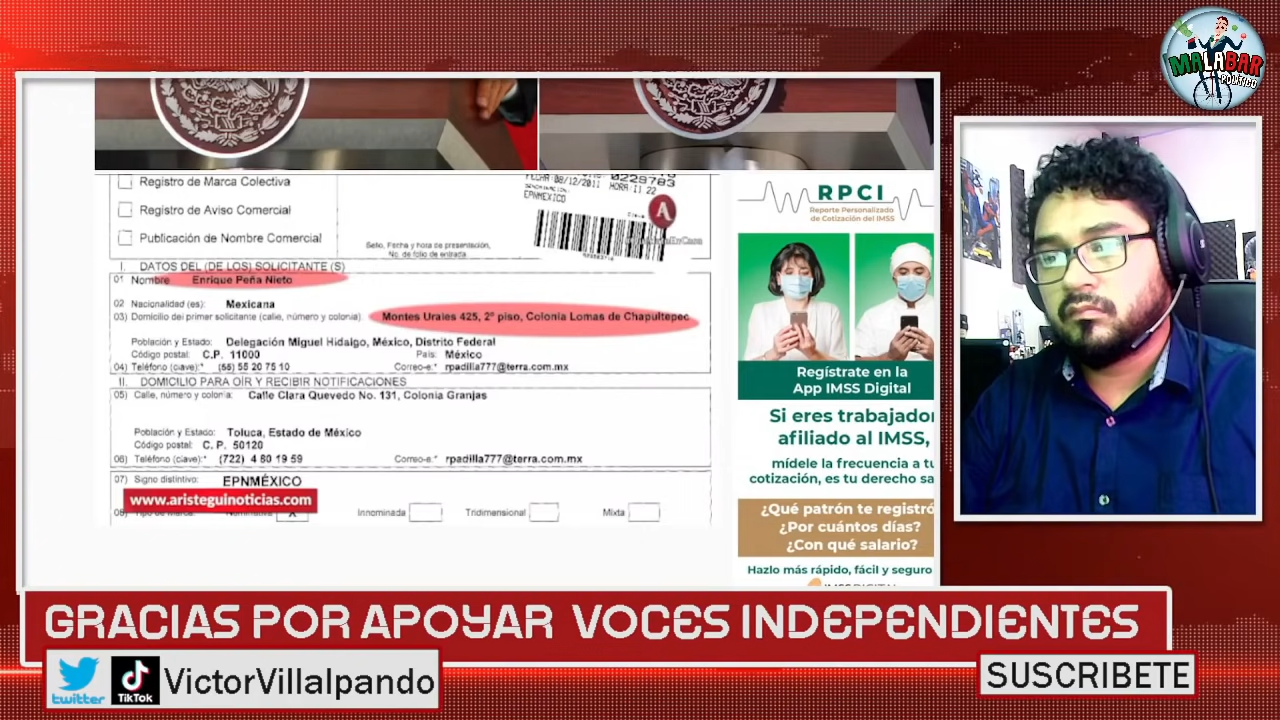 MALABAR
POLÍTICO
Registro de Marca Colectiva
Registro de Aviso Comercial
Publicación de Nombre Comercial
Sello, Fecha y hora de presentación,
No. de folio de entrada
FECHA:08/12/2011 HORA:11 22
EPNMEXICO
A
I. DATOS DEL (DE LOS) SOLICITANTE (S)
01 Nombre Enrique Peña Nieto
02 Nacionalidad (es): Mexicana
03) Domicilio del primer solicitante (calle, número y colonia). Montes Urales 425, 2º piso, Colonia Lomas de Chapultepec
Población y Estado: Delegación Miguel Hidalgo, México, Distrito Federal
Código postal: C.P. 11000 País: México
04) Teléfono (clave):* (55) 55 20 75 10 Correo-e:* rpadilla777@terra.com.mx
II. DOMICILIO PARA OÍR Y RECIBIR NOTIFICACIONES
05) Calle, número y colonia: Calle Clara Quevedo No. 131, Colonia Granjas
Población y Estado: Toluca, Estado de México
Código postal: C. P. 50120
06) Teléfono (clave):* (722) 4 80 19 59 Correo-e.* rpadilla777@terra.com.mx
07) Signo distintivo: EPNMÉXICO
www.aristeguinoticias.com
Innominada Tridimensional Mixta
RPCI
Reporte Personalizado
de Cotización del IMSS
Regístrate en la
App IMSS Digital
Si eres trabajador
afiliado al IMSS,
mídele la frecuencia a tu
cotización, es tu derecho sa
¿Qué patrón te registró
¿Por cuántos días?
¿Con qué salario?
Hazlo más rápido, fácil y seguro
GRACIAS POR APOYAR VOCES INDEPENDIENTES
twitter
TikTok
VictorVillalpando
SUSCRIBETE